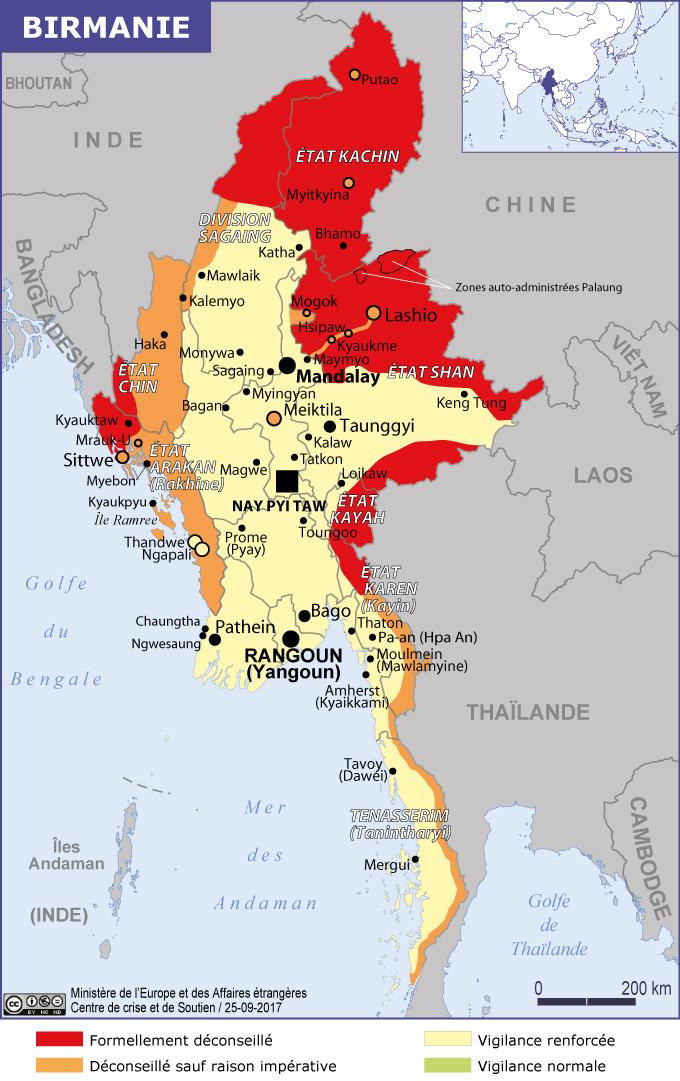 BIRMANIE
BHOUTAN
INDE
Putao
ÉTAT KACHIN
Myitkyina
CHINE
DIVISION
SAGAING
Bhamo
Katha
BANGLADESH
Mawlaik
Zones auto-administrées Palaung
Kalemyo
Mogok
Lashio
Hsipaw
Haka
Kyaukme
VIÊT NAM
Monywa
Maymyo
ÉTAT
CHIN
Sagaing
Mandalay
ÉTAT SHAN
Myingyan
Keng Tung
Bagan
Meiktila
Kyauktaw
Taunggyi
Mrauk-U
Kalaw
ÉTAT
ARAKAN
(Rakhine)
Sittwe
Tatkon
Magwe
Loikaw
LAOS
Myebon
Kyaukpyu
NAY PYI TAW
ÉTAT
KAYAH
Île Ramree
Toungoo
Prome
(Pyay)
Thandwe
Ngapali
ÉTAT
KAREN
(Kayin)
Golfe
du
Bengale
Bago
Chaungtha
Pathein
Thaton
Ngwesaung
Pa-an (Hpa An)
RANGOUN
(Yangoun)
Moulmein
(Mawlamyine)
Amherst
(Kyaikkami)
THAÏLANDE
Tavoy
(Dawei)
Mer
des
Andaman
TENASSERIM
(Tanintharyi)
CAMBODGE
Îles
Andaman
(INDE)
Mergui
Golfe
de
Thaïlande
Ministère de l'Europe et des Affaires étrangères
Centre de crise et de Soutien / 25-09-2017
cc BY NC ND
0 200 km
Formellement déconseillé
Vigilance renforcée
Déconseillé sauf raison impérative
Vigilance normale